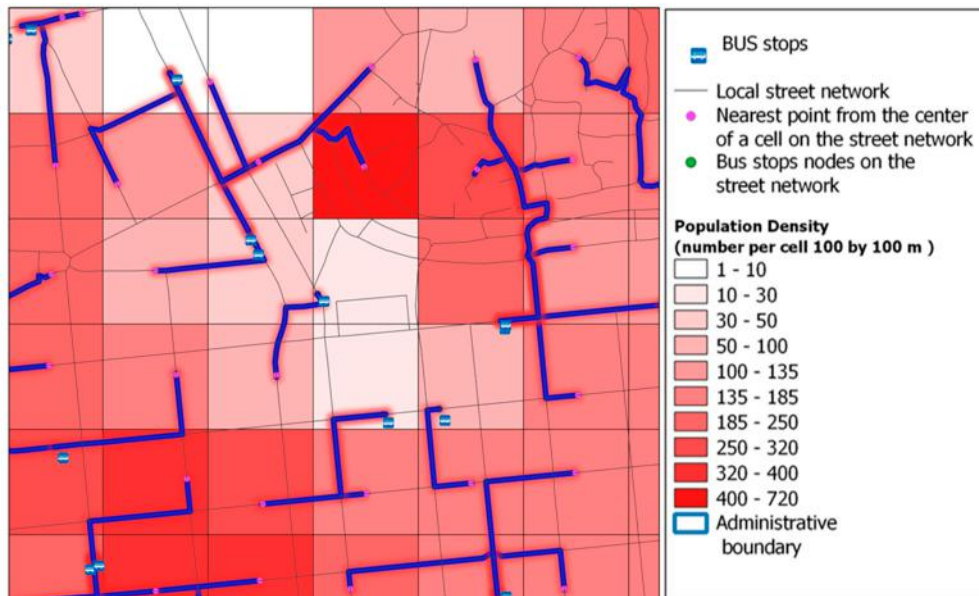 BUS stops
Local street network
Nearest point from the center
of a cell on the street network
Bus stops nodes on the
street network
Population Density
(number per cell 100 by 100 m )
1 - 10
10 - 30
30 - 50
50 - 100
100 - 135
135 - 185
185 - 250
250 - 320
320 - 400
400 - 720
Administrative
boundary